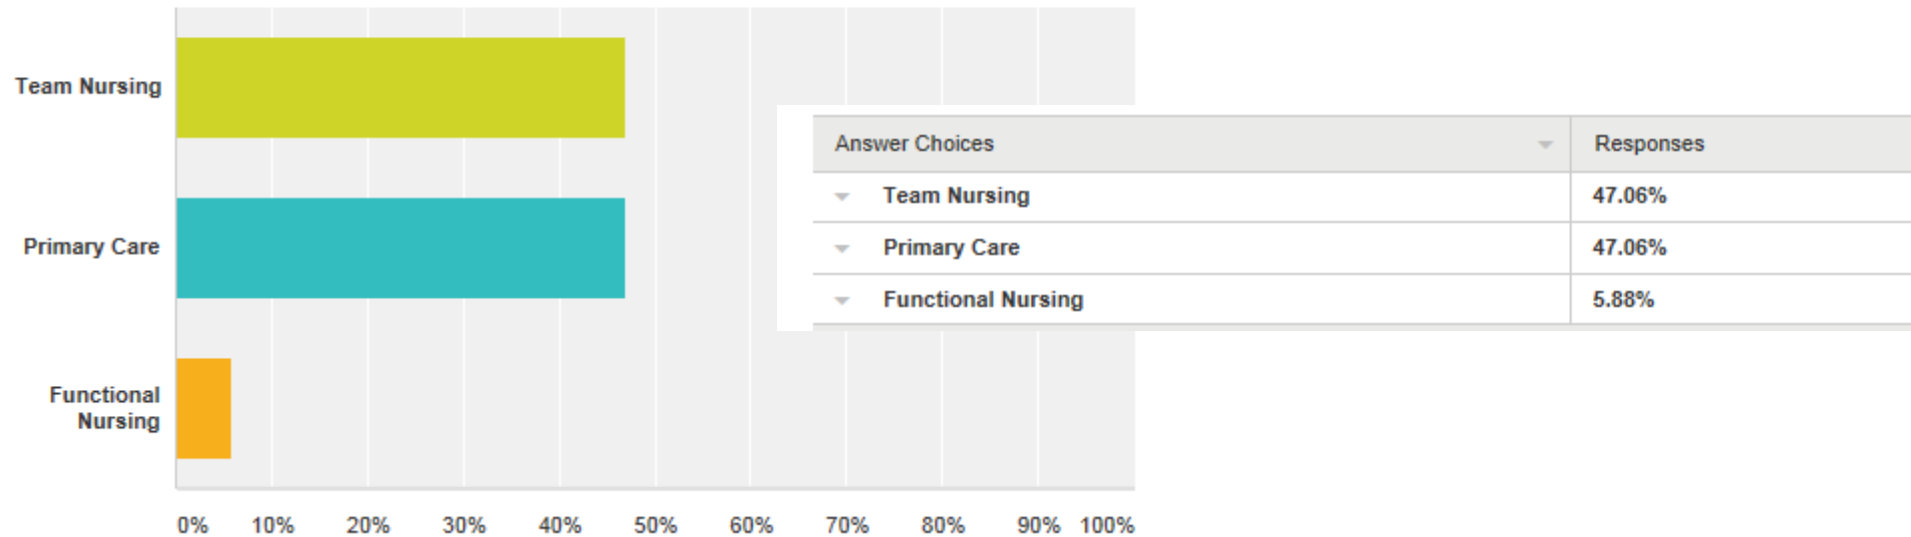 Team Nursing
Primary Care
Functional
Nursing
0% 10% 20% 30% 40% 50% 60% 70% 80% 90% 100%
Answer Choices Responses
Team Nursing 47.06%
Primary Care 47.06%
Functional Nursing 5.88%